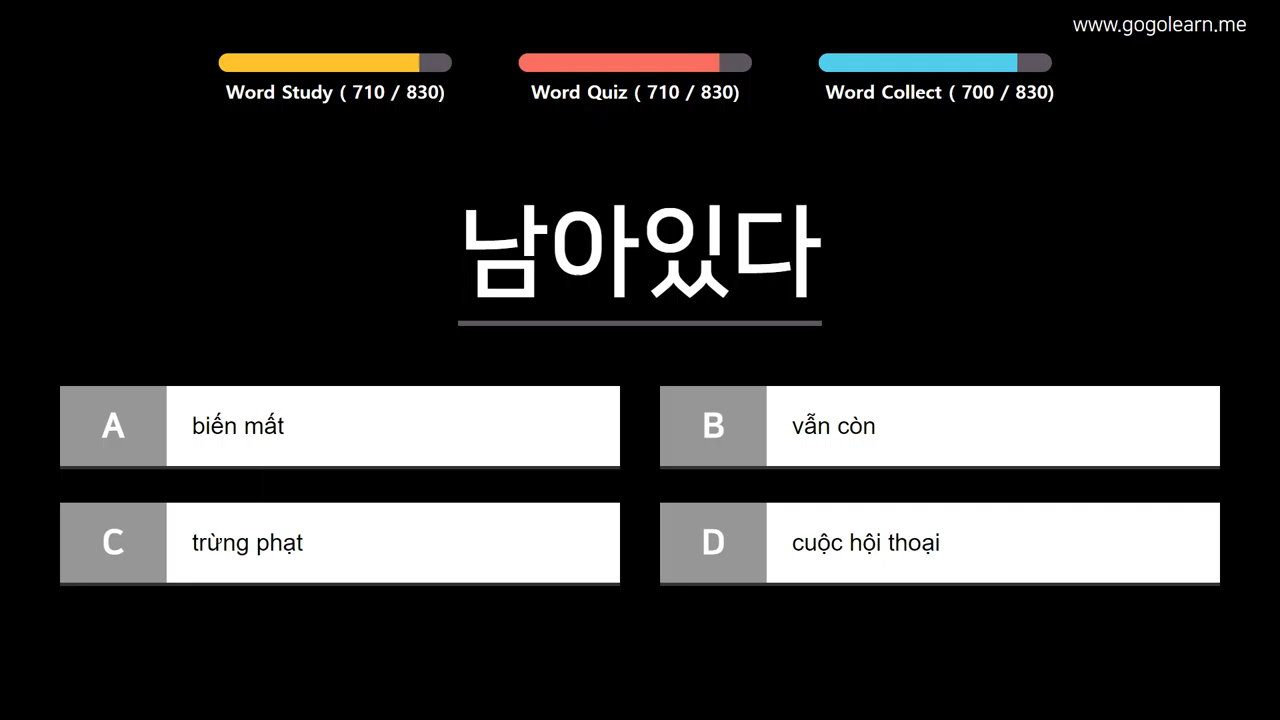 www.gogolearn.me
Word Study ( 710 / 830)
Word Quiz ( 710 / 830)
Word Collect ( 700 / 830)
남아있다
A
biến mất
B
vẫn còn
C
trừng phạt
D
cuộc hội thoại